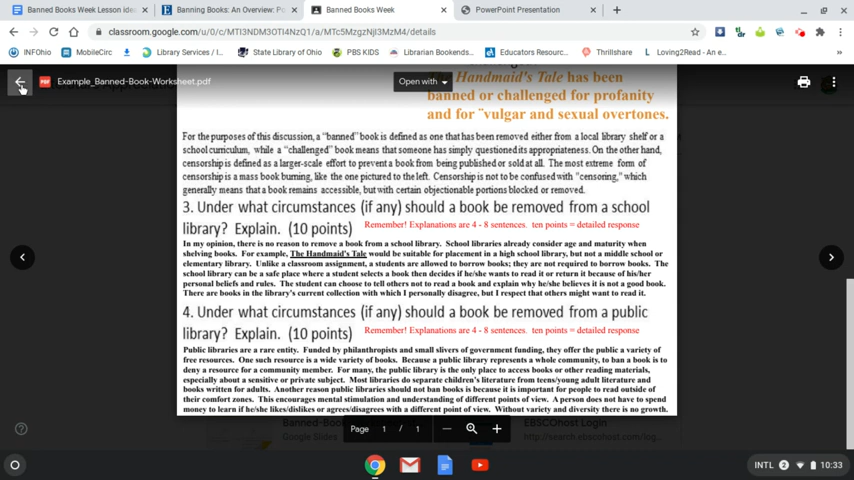 Banned Books Week Lesson ideo
Banning Books: An Overview: Po
Banned Books Week
PowerPoint Presentation
classroom.google.com/u/0/c/MTI3NDM3OTI4NzQ1/a/MTc5MzgzNjI3MzM4/details
INFOhio
MobileCirc
Library Services / I...
State Library of Ohio
PBS KIDS
Librarian Bookends...
Educators Resourc...
Thrillshare
Loving2Read - An e...
PDF
Example_Banned-Book-Worksheet.pdf
Open with
The Handmaid's Tale has been
banned or challenged for profanity
and for ¨vulgar and sexual overtones.
For the purposes of this discussion, a "banned" book is defined as one that has been removed either from a local library shelf or a
school curriculum, while a "challenged" book means that someone has simply questioned its appropriateness. On the other hand,
censorship is defined as a larger-scale effort to prevent a book from being published or sold at all. The most extreme form of
censorship is a mass book burning, like the one pictured to the left. Censorship is not to be confused with "censoring," which
generally means that a book remains accessible, but with certain objectionable portions blocked or removed.
3. Under what circumstances (if any) should a book be removed from a school
library? Explain. (10 points) Remember! Explanations are 4 - 8 sentences. ten points = detailed response
In my opinion, there is no reason to remove a book from a school library. School libraries already consider age and maturity when
shelving books. For example, The Handmaid's Tale would be suitable for placement in a high school library, but not a middle school or
elementary library. Unlike a classroom assignment, a students are allowed to borrow books; they are not required to borrow books. The
school library can be a safe place where a student selects a book then decides if he/she wants to read it or return it because of his/her
personal beliefs and rules. The student can choose to tell others not to read a book and explain why he/she believes it is not a good book.
There are books in the library's current collection with which I personally disagree, but I respect that others might want to read it.
4. Under what circumstances (if any) should a book be removed from a public
library? Explain. (10 points) Remember! Explanations are 4 - 8 sentences. ten points = detailed response
Public libraries are a rare entity. Funded by philanthropists and small slivers of government funding, they offer the public a variety of
free resources. One such resource is a wide variety of books. Because a public library represents a whole community, to ban a book is to
deny a resource for a community member. For many, the public library is the only place to access books or other reading materials,
especially about a sensitive or private subject. Most libraries do separate children's literature from teens/young adult literature and
books written for adults. Another reason public libraries should not ban books is because it is important for people to read outside of
their comfort zones. This encourages mental stimulation and understanding of different points of view. A person does not have to spend
money to learn if he/she likes/dislikes or agrees/disagrees with a different point of view. Without variety and diversity there is no growth.
Banned-Boo
Google Slides
Page 1 / 1
EBSCOhost Login
http://search.ebscohost.com/log...
INTL 2 10:33